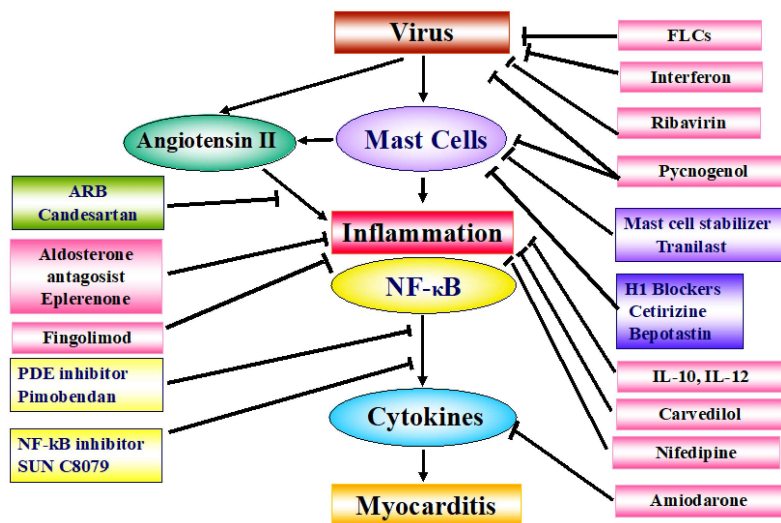 Virus
FLCs
Interferon
Ribavirin
Angiotensin II
Mast Cells
Pycnogenol
ARB
Candesartan
Mast cell stabilizer
Tranilast
Inflammation
Aldosterone
antagosist
Eplerenone
NF-κB
H1 Blockers
Cetirizine
Bepotastin
Fingolimod
PDE inhibitor
Pimobendan
IL-10, IL-12
Carvedilol
Cytokines
NF-kB inhibitor
SUN C8079
Nifedipine
Myocarditis
Amiodarone